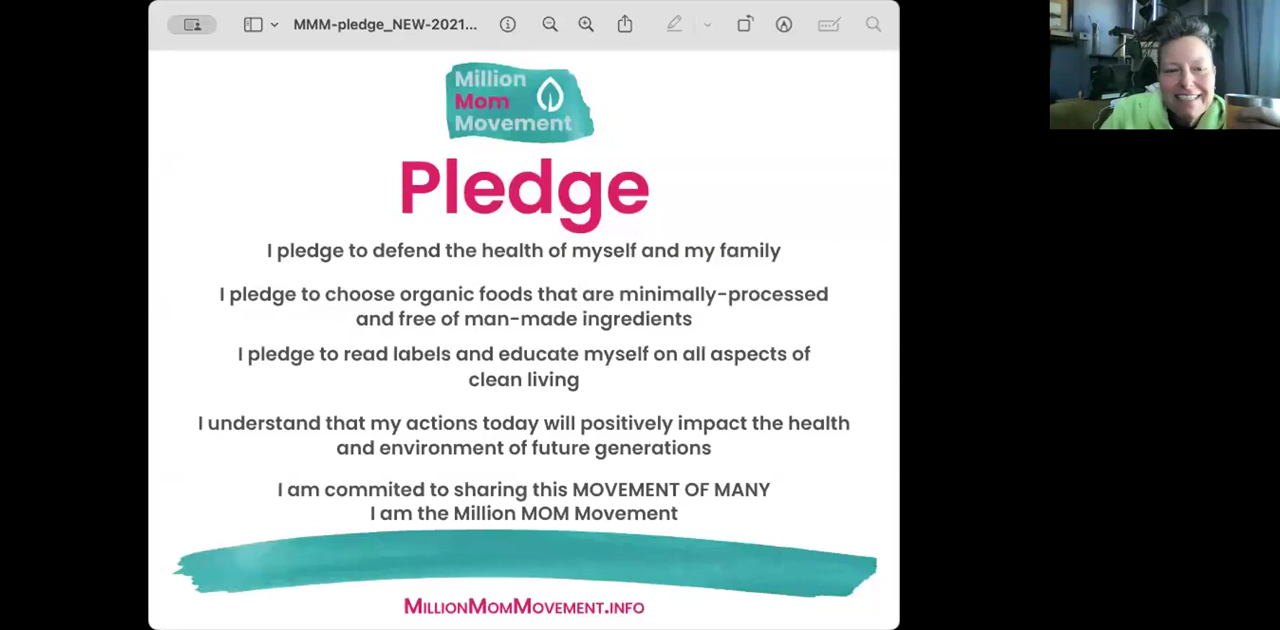 MMM-pledge_NEW-2021...
Million
Mom
Movement
Pledge
I pledge to defend the health of myself and my family
I pledge to choose organic foods that are minimally-processed
and free of man-made ingredients
I pledge to read labels and educate myself on all aspects of
clean living
I understand that my actions today will positively impact the health
and environment of future generations
I am commited to sharing this MOVEMENT OF MANY
I am the Million MOM Movement
MILLIONMOMMOVEMENT.INFO